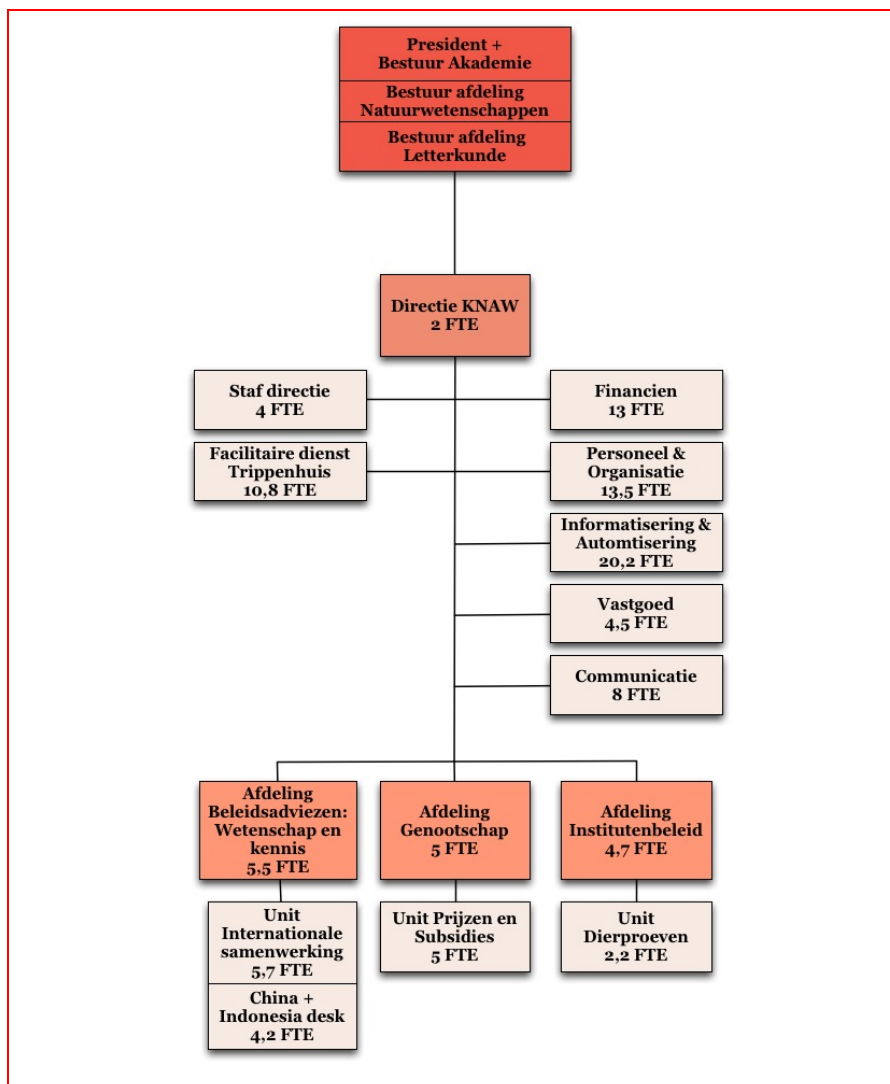 President +
Bestuur Akademie
Bestuur afdeling
Natuurwetenschappen
Bestuur afdeling
Letterkunde
Directie KNAW
2 FTE
Staf directie
4 FTE
Financien
13 FTE
Facilitaire dienst
Trippenhuis
10,8 FTE
Personeel &
Organisatie
13,5 FTE
Informatisering &
Automtisering
20,2 FTE
Vastgoed
4,5 FTE
Communicatie
8 FTE
Afdeling
Beleidsadviezen:
Wetenschap en
kennis
5,5 FTE
Afdeling
Genootschap
5 FTE
Afdeling
Institutenbeleid
4,7 FTE
Unit
Internationale
samenwerking
5,7 FTE
China +
Indonesia desk
4,2 FTE
Unit Prijzen en
Subsidies
5 FTE
Unit
Dierproeven
2,2 FTE